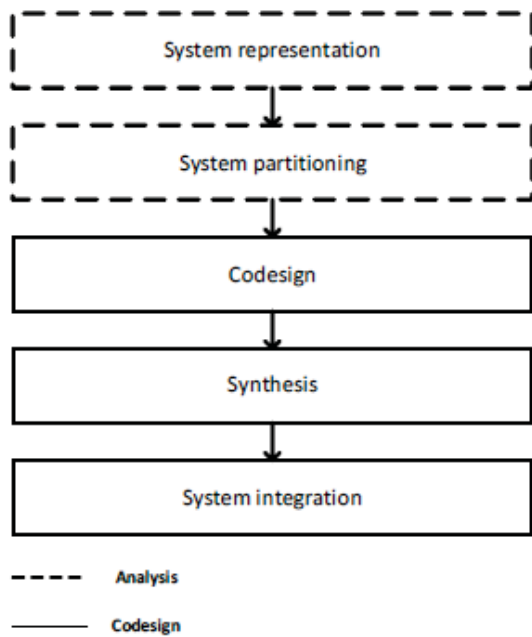 System representation
System partitioning
Codesign
Synthesis
System integration
Analysis
Codesign